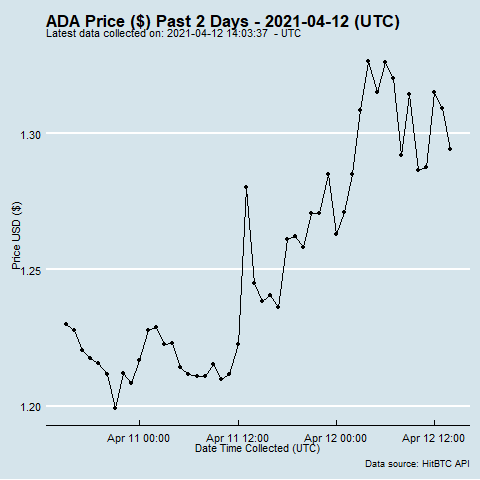 ADA Price ($) Past 2 Days - 2021-04-12 (UTC)
Latest data collected on: 2021-04-12 14:03:37  - UTC
1.30
1.25
1.20
Price USD ($)
Apr 11 00:00
Apr 11 12:00
Apr 12 00:00
Apr 12 12:00
Date Time Collected (UTC)
Data source: HitBTC API